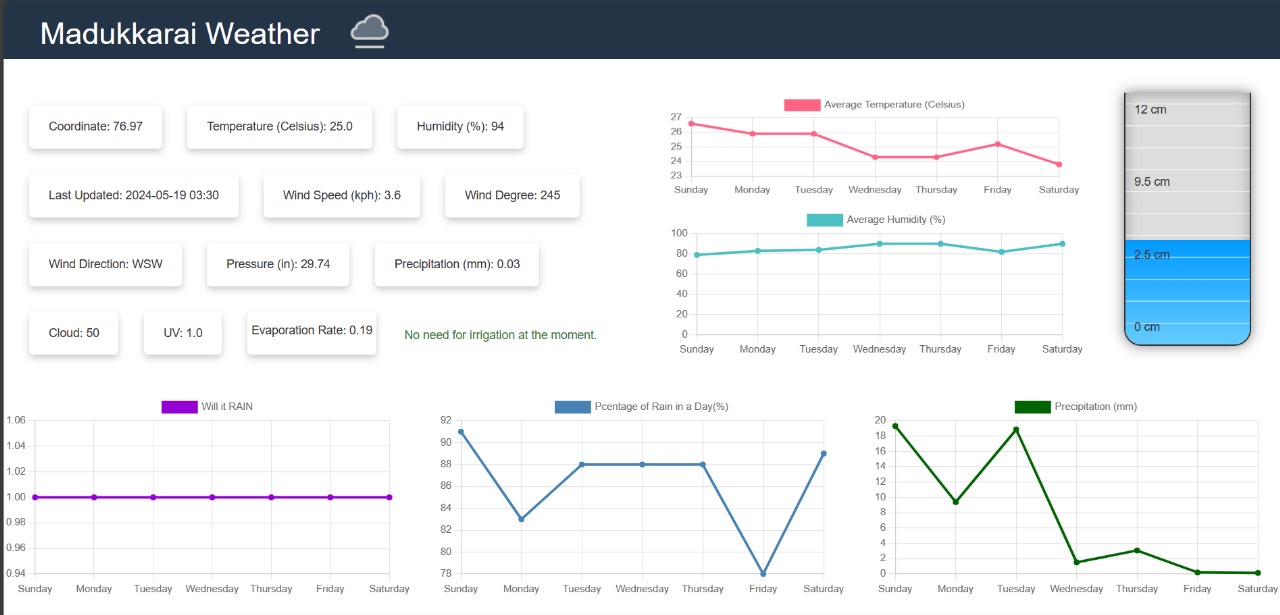 Madukkarai Weather
Coordinate: 76.97
Temperature (Celsius): 25.0
Humidity (%): 94
Last Updated: 2024-05-19 03:30
Wind Speed (kph): 3.6
Wind Degree: 245
Wind Direction: WSW
Pressure (in): 29.74
Precipitation (mm): 0.03
Cloud: 50
UV: 1.0
Evaporation Rate: 0.19
No need for irrigation at the moment.
Average Temperature (Celsius)
27
26
25
24
23
Sunday Monday Tuesday Wednesday Thursday Friday Saturday
Average Humidity (%)
100
80
60
40
20
0
Sunday Monday Tuesday Wednesday Thursday Friday Saturday
12 cm
9.5 cm
2.5 cm
0 cm
Will it RAIN
1.06
1.04
1.02
1.00
0.98
0.96
0.94
Sunday Monday Tuesday Wednesday Thursday Friday Saturday
Pcentage of Rain in a Day(%)
92
90
88
86
84
82
80
78
Sunday Monday Tuesday Wednesday Thursday Friday Saturday
Precipitation (mm)
20
18
16
14
12
10
8
6
4
2
0
Sunday Monday Tuesday Wednesday Thursday Friday Saturday